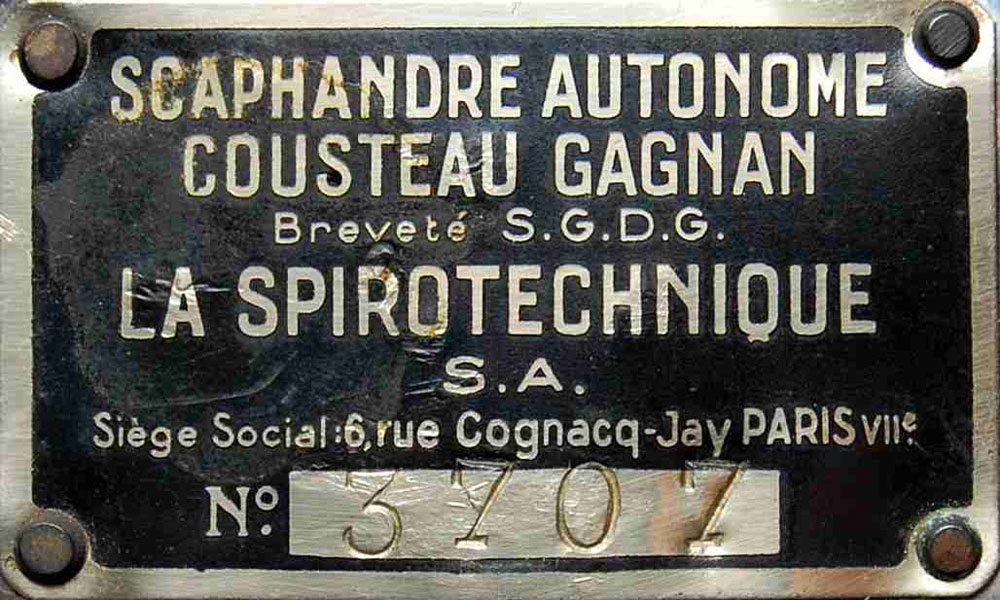 SCAPHANDRE AUTONOME
COUSTEAU GAGNAN
Breveté S.G.D.G.
LA SPIROTECHNIQUE
S.A.
Siège Social:6,rue Cognacq-Jay PARIS VIIe
Nº. 3707